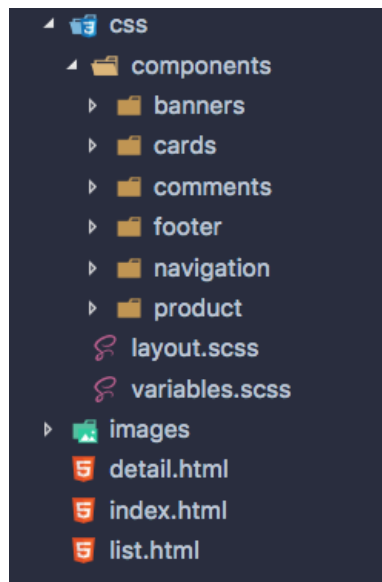 css
components
banners
cards
comments
footer
navigation
product
layout.scss
variables.scss
images
detail.html
index.html
list.html